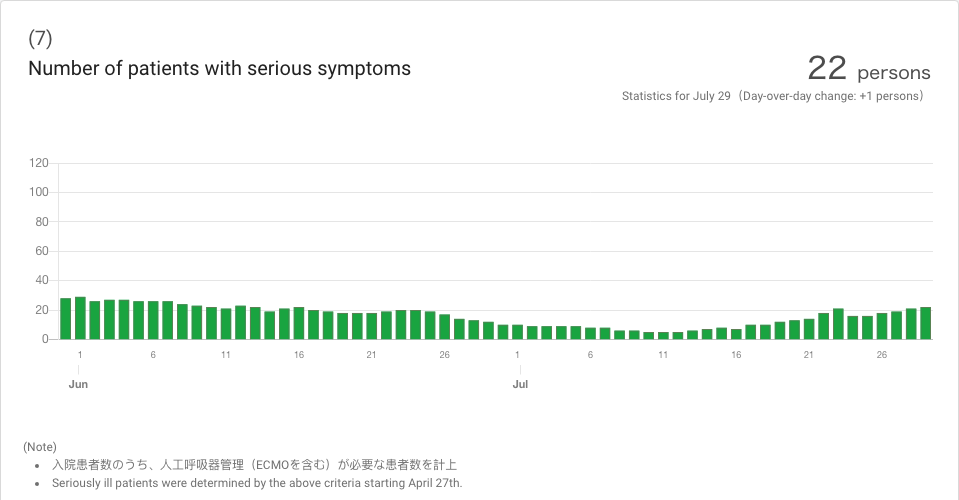 (7)
Number of patients with serious symptoms
22 persons
Statistics for July 29（Day-over-day change: +1 persons）
120
100
80
60
40
20
0
1 6 11 16 21 26 1 6 11 16 21 26
Jun Jul
(Note)
• 入院患者数のうち、人工呼吸器管理（ECMOを含む）が必要な患者数を計上
• Seriously ill patients were determined by the above criteria starting April 27th.